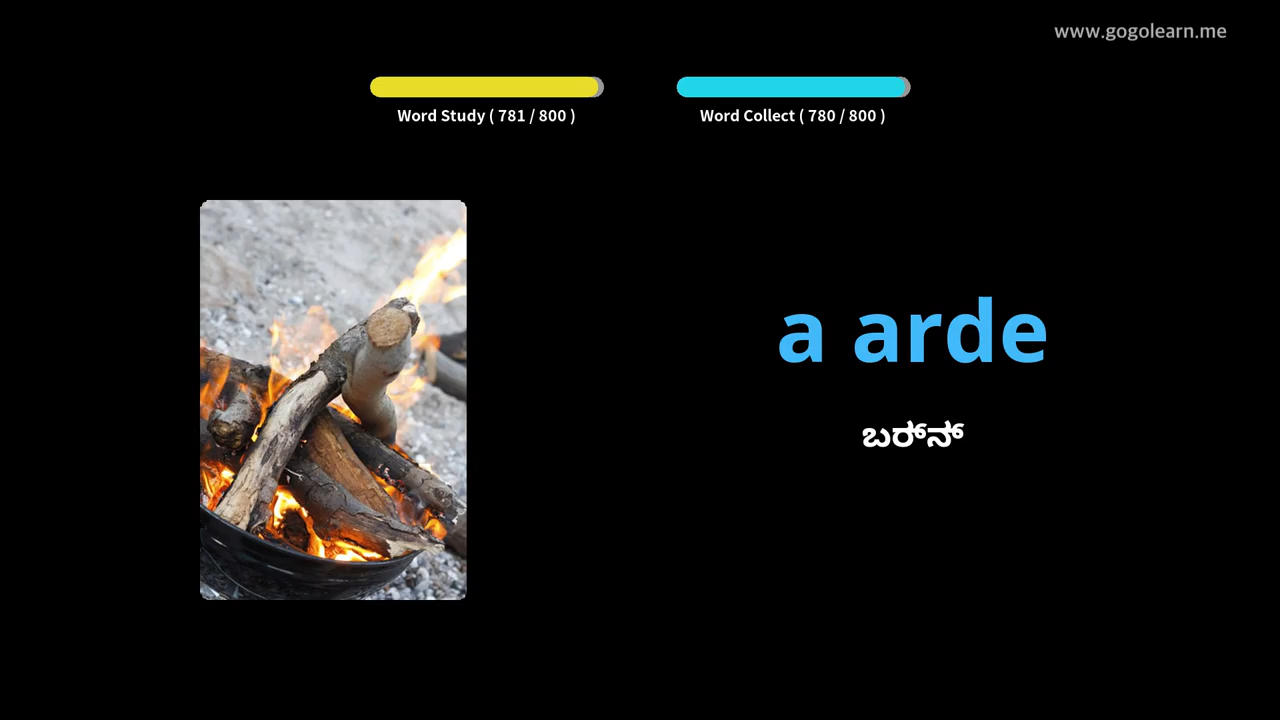 www.gogolearn.me
Word Study ( 781 / 800 )
Word Collect ( 780 / 800 )
a arde
ಬರ್ನ್